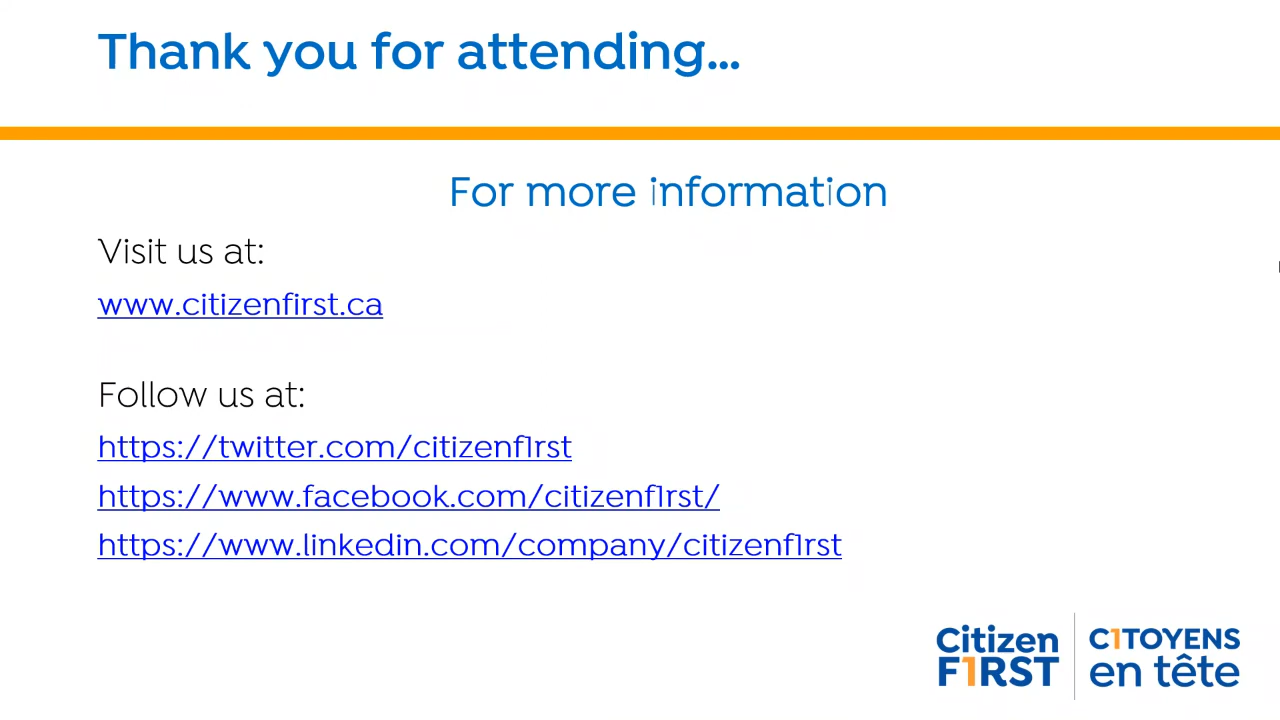 Thank you for attending...
For more information
Visit us at:
www.citizenfirst.ca
Follow us at:
https://twitter.com/citizenf1rst
https://www.facebook.com/citizenf1rst/
https://www.linkedin.com/company/citizenf1rst
Citizen
F1RST
C1TOYENS
en tête